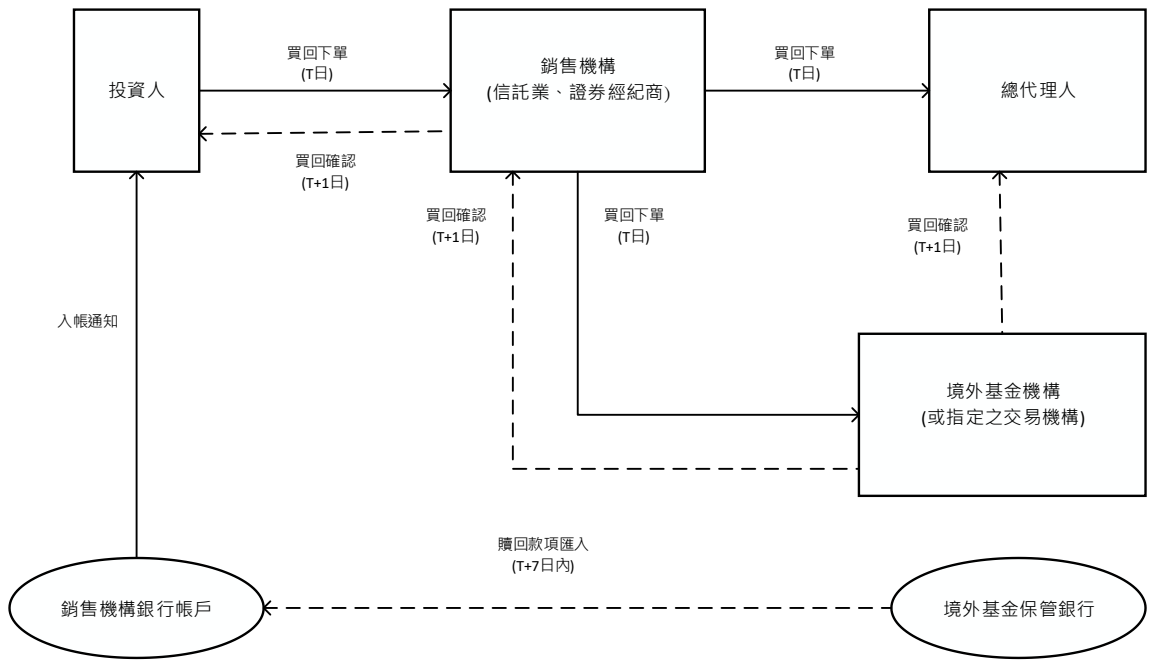 買回下單
(T日)
銷售機構
(信託業、證券經紀商)
買回下單
(T日)
投資人
總代理人
買回確認
(T+1日)
買回確認
(T+1日)
買回下單
(T日)
買回確認
(T+1日)
入帳通知
境外基金機構
(或指定之交易機構)
贖回款項匯入
(T+7日內)
銷售機構銀行帳戶
境外基金保管銀行